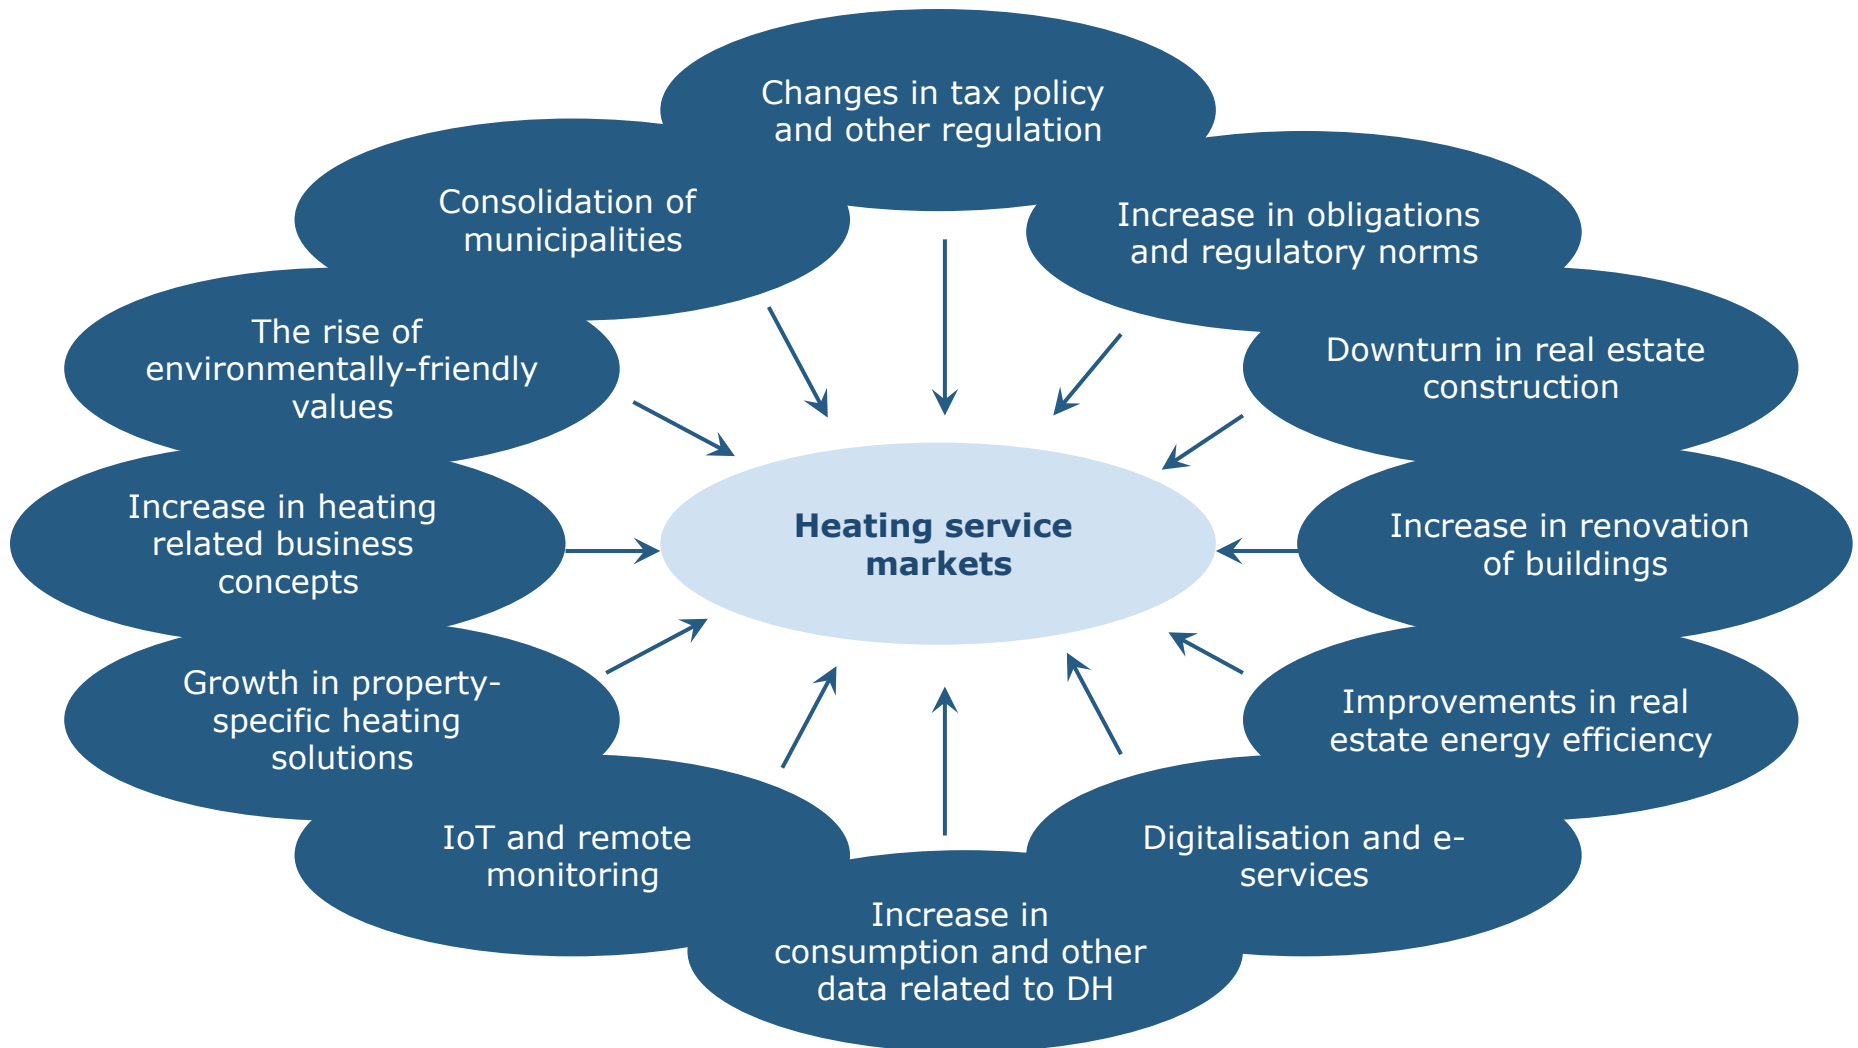 Changes in tax policy
and other regulation
Consolidation of
municipalities
Increase in obligations
and regulatory norms
The rise of
environmentally-friendly
values
Downturn in real estate
construction
Increase in heating
related business
concepts
Heating service
markets
Increase in renovation
of buildings
Growth in property-
specific heating
solutions
Improvements in real
estate energy efficiency
IoT and remote
monitoring
Digitalisation and e-
services
Increase in
consumption and other
data related to DH